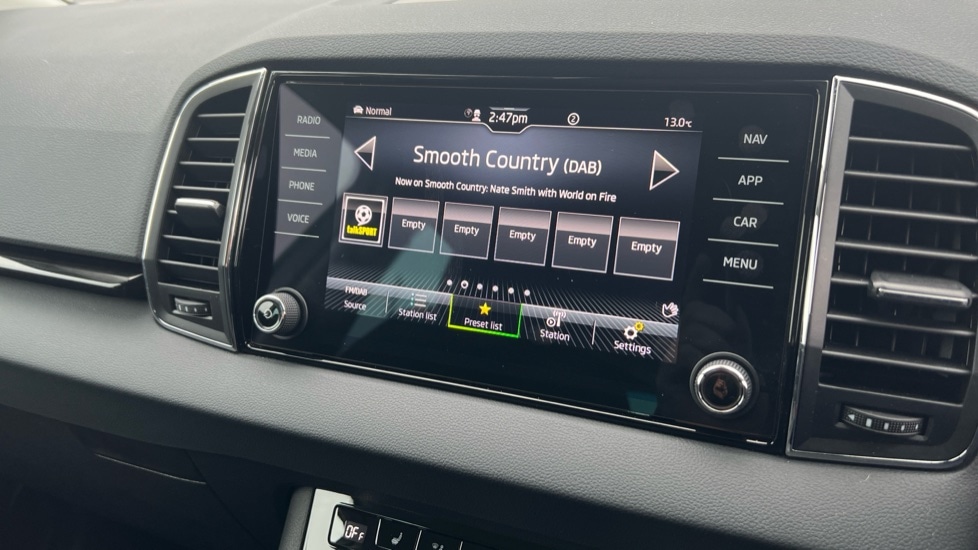 RADIO
MEDIA
PHONE
VOICE
Normal
2:47pm
2
13.0°C
Smooth Country (DAB)
Now on Smooth Country: Nate Smith with World on Fire
talkSPORT
Empty
Empty
Empty
Empty
Empty
FM/DAB
Source
Station list
Preset list
Station
Settings
NAV
APP
CAR
MENU
OFF